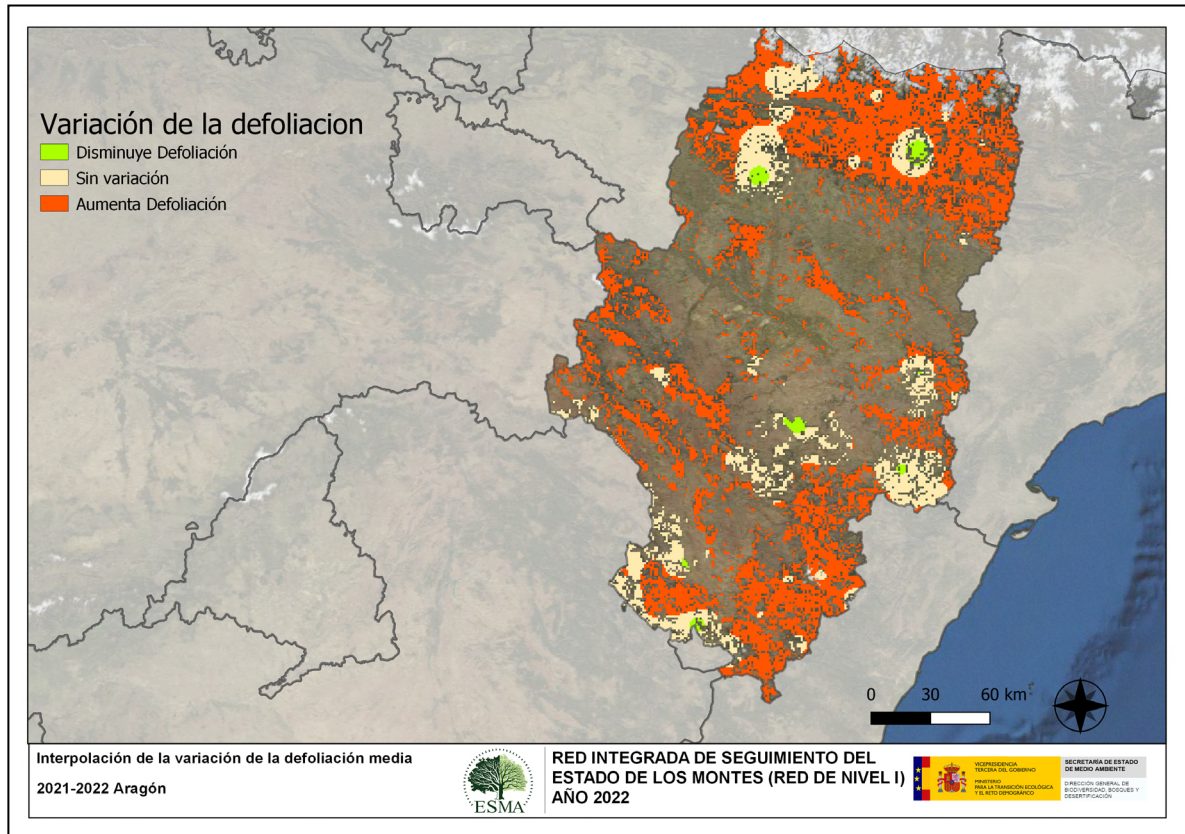 Variación de la defoliacion
Disminuye Defoliación
Sin variación
Aumenta Defoliación
0 30 60 km
Interpolación de la variación de la defoliación media
2021-2022 Aragón
ESMA
RED INTEGRADA DE SEGUIMIENTO DEL
ESTADO DE LOS MONTES (RED DE NIVEL I)
AÑO 2022
VICEPRESIDENCIA
TERCERA DEL GOBIERNO
MINISTERIO
PARA LA TRANSICIÓN ECOLÓGICA
Y EL RETO DEMOGRÁFICO
SECRETARÍA DE ESTADO
DE MEDIO AMBIENTE
DIRECCIÓN GENERAL DE
BIODIVERSIDAD, BOSQUES Y
DESERTIFICACIÓN